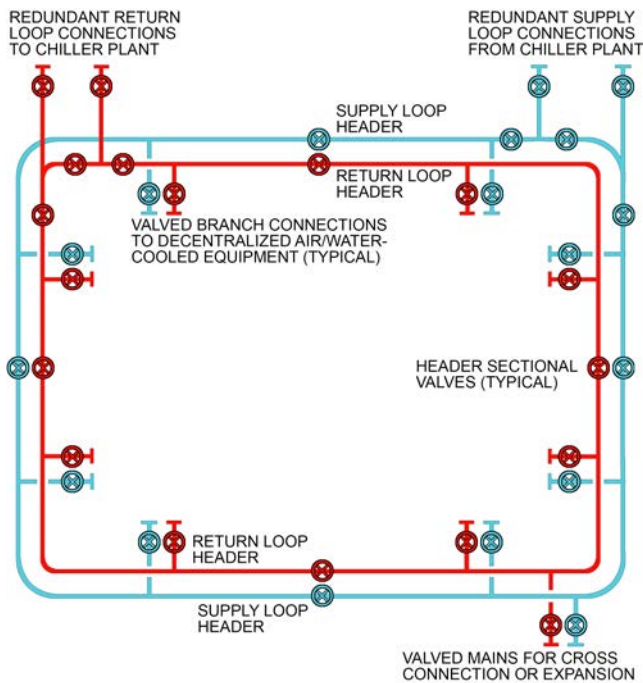 REDUNDANT RETURN
LOOP CONNECTIONS
TO CHILLER PLANT
REDUNDANT SUPPLY
LOOP CONNECTIONS
FROM CHILLER PLANT
SUPPLY LOOP
HEADER
RETURN LOOP
HEADER
VALVED BRANCH CONNECTIONS
TO DECENTRALIZED AIR/WATER-
COOLED EQUIPMENT (TYPICAL)
HEADER SECTIONAL
VALVES (TYPICAL)
RETURN LOOP
HEADER
SUPPLY LOOP
HEADER
VALVED MAINS FOR CROSS
CONNECTION OR EXPANSION